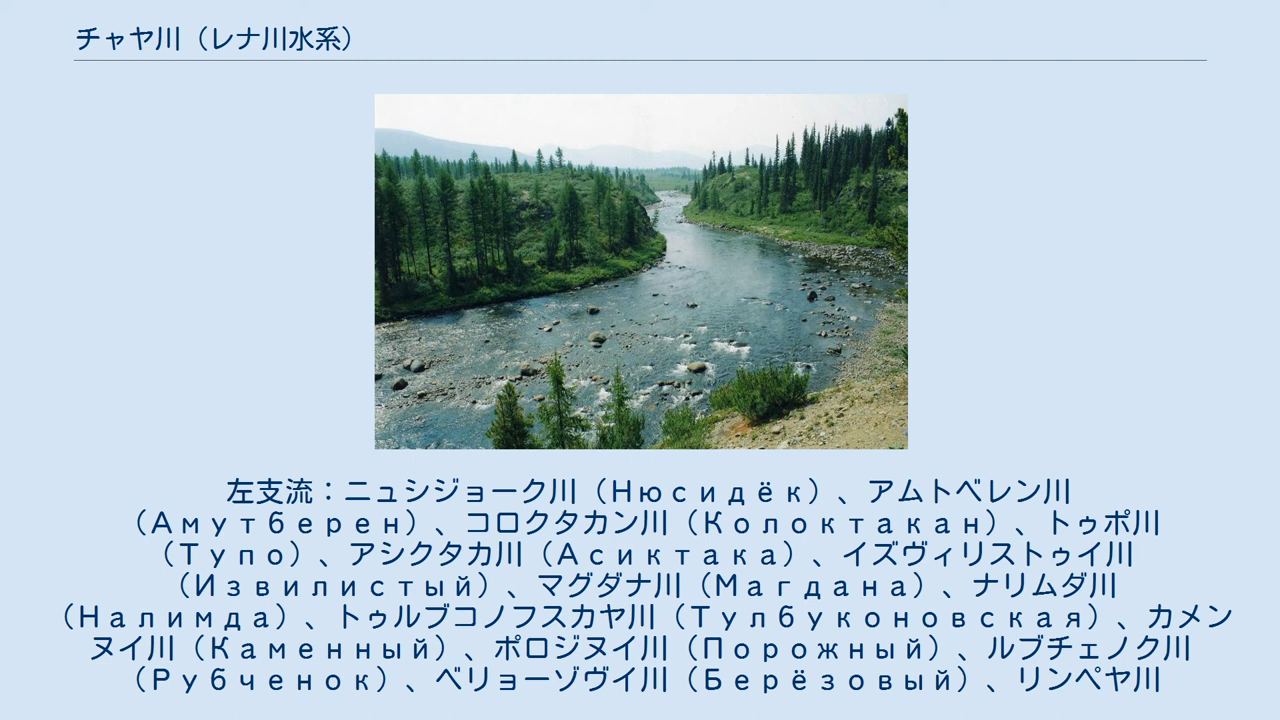 チャヤ川（レナ川水系）
左支流：ニュシジョーク川（Нюсидёк）、アムトベレン川
（Амутберен）、コロクタカン川（Колоктакан）、トゥポ川
（Тупо）、アシクタカ川（Асиктака）、イズヴィリストゥイ川
（Извилистый）、マグダナ川（Магдана）、ナリムダ川
（Налимда）、トゥルブコノフスカヤ川（Тулбуконовская）、カメン
ヌイ川（Каменный）、ポロジヌイ川（Порожный）、ルブチェノク川
（Рубченок）、ベリョーゾヴイ川（Берёзовый）、リンペヤ川